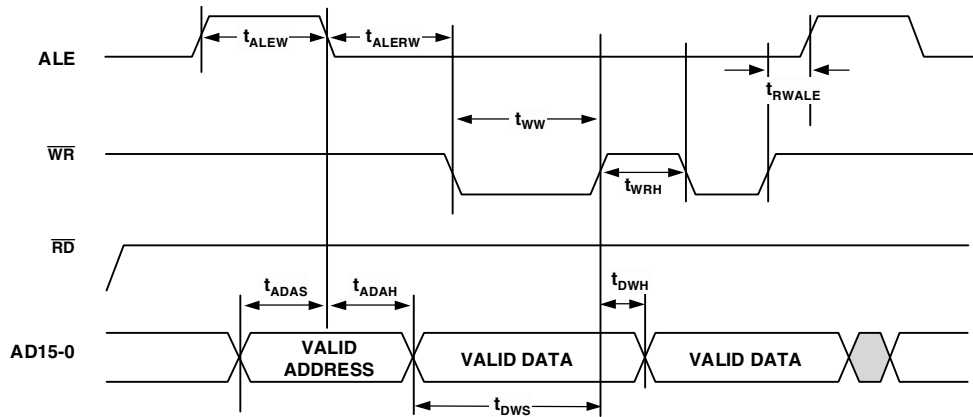 ALE
tALEW
tALERW
tRWALE
tWW
WR
tWRH
RD
tADAS
tADAH
tDWH
AD15-0
VALID
ADDRESS
VALID DATA
VALID DATA
tDWS